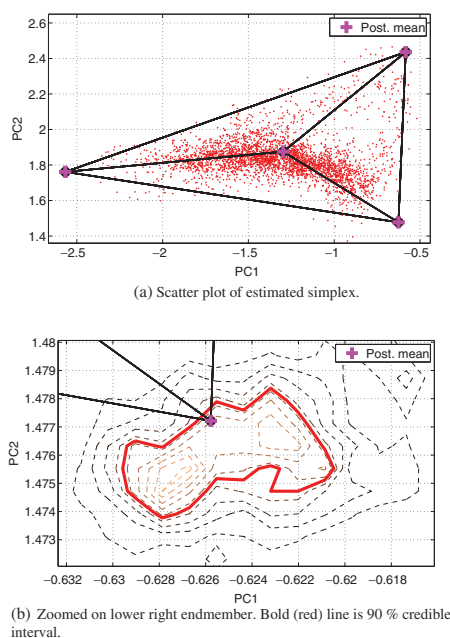 2.6
2.4
2.2
2
1.8
1.6
1.4
PC2
Post. mean
−2.5 −2 −1.5 −1 −0.5
PC1
(a) Scatter plot of estimated simplex.
1.48
1.479
1.478
1.477
1.476
1.475
1.474
1.473
PC2
Post. mean
−0.632 −0.63 −0.628 −0.626 −0.624 −0.622 −0.62 −0.618
PC1
(b) Zoomed on lower right endmember. Bold (red) line is 90 % credible
interval.